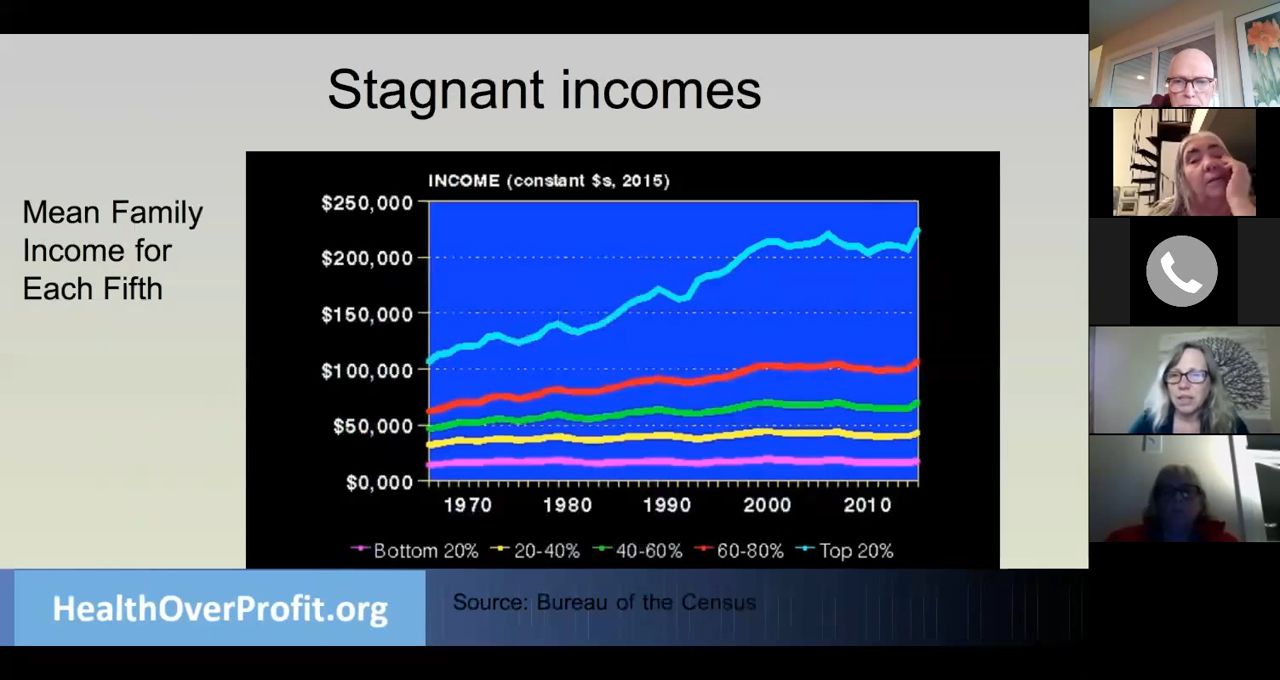 Stagnant incomes
Mean Family
Income for
Each Fifth
INCOME (constant $s, 2015)
$250,000
$200,000
$150,000
$100,000
$50,000
$0,000
1970 1980 1990 2000 2010
Bottom 20% 20-40% 40-60% 60-80% Top 20%
HealthOverProfit.org
Source: Bureau of the Census